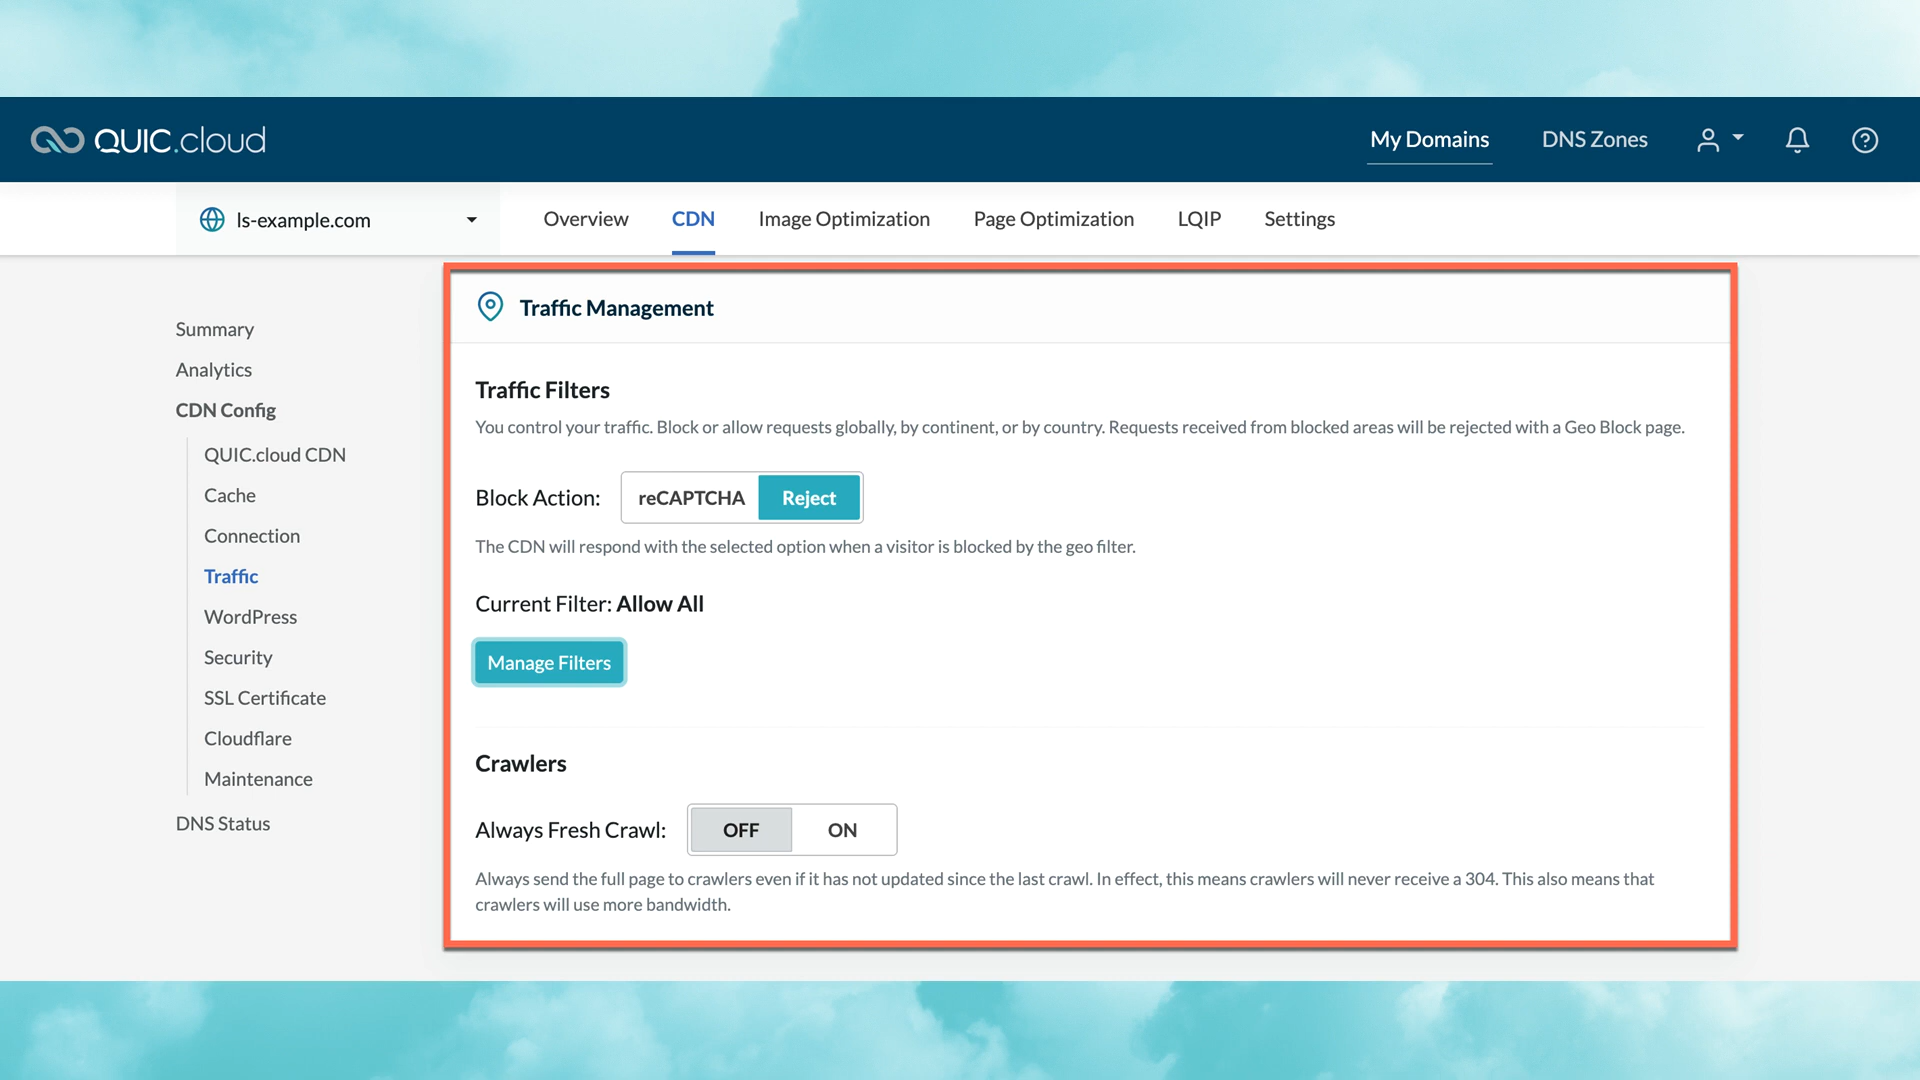 QUIC.cloud
My Domains
DNS Zones
ls-example.com
Overview
CDN
Image Optimization
Page Optimization
LQIP
Settings
Summary
Analytics
CDN Config
QUIC.cloud CDN
Cache
Connection
Traffic
WordPress
Security
SSL Certificate
Cloudflare
Maintenance
DNS Status
Traffic Management
Traffic Filters
You control your traffic. Block or allow requests globally, by continent, or by country. Requests received from blocked areas will be rejected with a Geo Block page.
Block Action: reCAPTCHA Reject
The CDN will respond with the selected option when a visitor is blocked by the geo filter.
Current Filter: Allow All
Manage Filters
Crawlers
Always Fresh Crawl: OFF ON
Always send the full page to crawlers even if it has not updated since the last crawl. In effect, this means crawlers will never receive a 304. This also means that
crawlers will use more bandwidth.